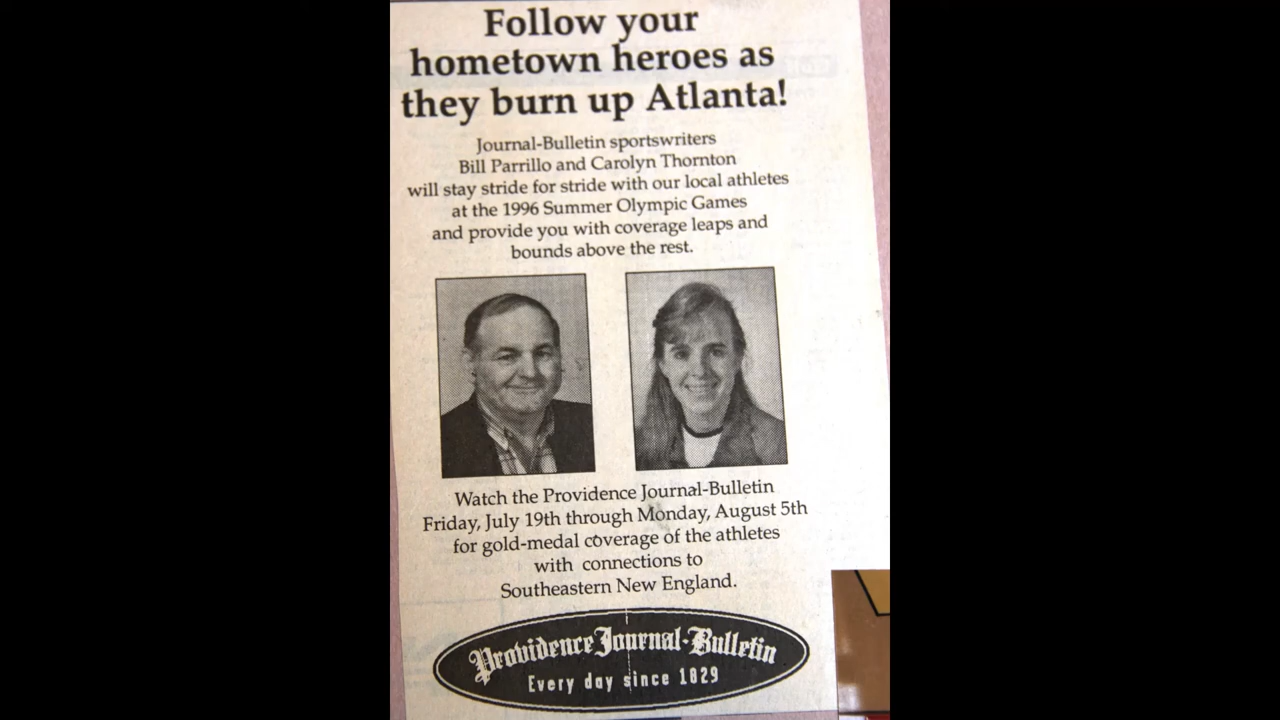 Follow your
hometown heroes as
they burn up Atlanta!
Journal-Bulletin sportswriters
Bill Parrillo and Carolyn Thornton
will stay stride for stride with our local athletes
at the 1996 Summer Olympic Games
and provide you with coverage leaps and
bounds above the rest.
Watch the Providence Journal-Bulletin
Friday, July 19th through Monday, August 5th
for gold-medal coverage of the athletes
with connections to
Southeastern New England.
Providence Journal-Bulletin
Every day since 1829